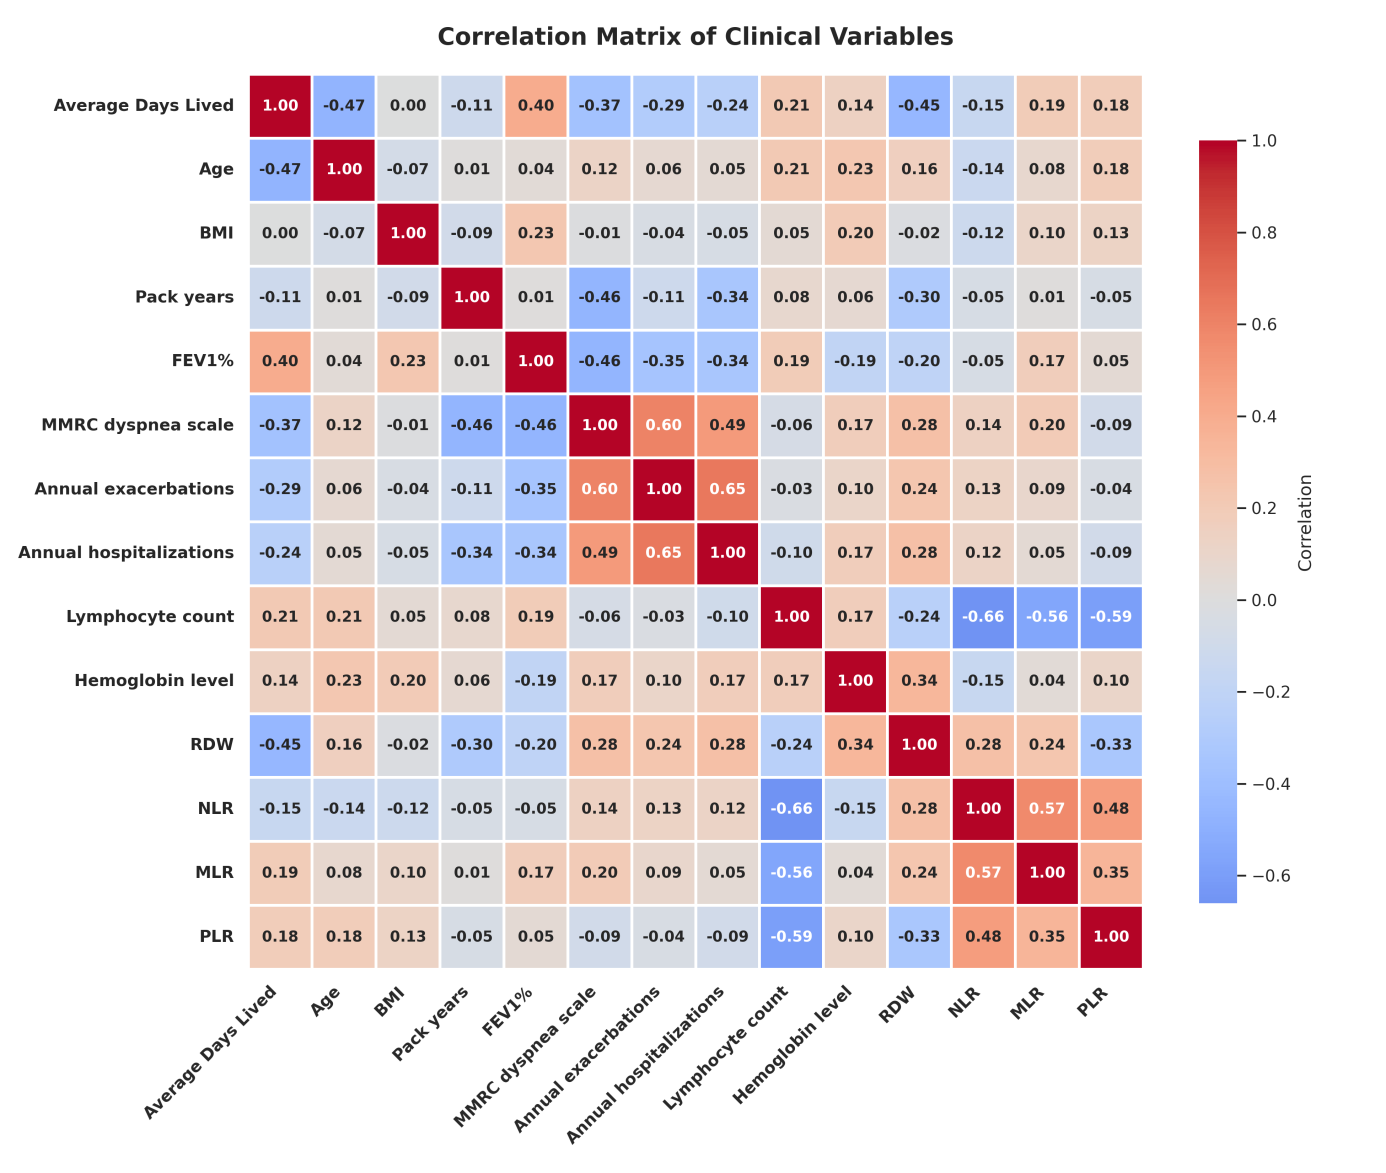 Correlation Matrix of Clinical Variables
Average Days Lived 1.00 -0.47 0.00 -0.11 0.40 -0.37 -0.29 -0.24 0.21 0.14 -0.45 -0.15 0.19 0.18
Age -0.47 1.00 -0.07 0.01 0.04 0.12 0.06 0.05 0.21 0.23 0.16 -0.14 0.08 0.18
BMI 0.00 -0.07 1.00 -0.09 0.23 -0.01 -0.04 -0.05 0.05 0.20 -0.02 -0.12 0.10 0.13
Pack years -0.11 0.01 -0.09 1.00 0.01 -0.46 -0.11 -0.34 0.08 0.06 -0.30 -0.05 0.01 -0.05
FEV1% 0.40 0.04 0.23 0.01 1.00 -0.46 -0.35 -0.34 0.19 -0.19 -0.20 -0.05 0.17 0.05
MMRC dyspnea scale -0.37 0.12 -0.01 -0.46 -0.46 1.00 0.60 0.49 -0.06 0.17 0.28 0.14 0.20 -0.09
Annual exacerbations -0.29 0.06 -0.04 -0.11 -0.35 0.60 1.00 0.65 -0.03 0.10 0.24 0.13 0.09 -0.04
Annual hospitalizations -0.24 0.05 -0.05 -0.34 -0.34 0.49 0.65 1.00 -0.10 0.17 0.28 0.12 0.05 -0.09
Lymphocyte count 0.21 0.21 0.05 0.08 0.19 -0.06 -0.03 -0.10 1.00 0.17 -0.24 -0.66 -0.56 -0.59
Hemoglobin level 0.14 0.23 0.20 0.06 -0.19 0.17 0.10 0.17 0.17 1.00 0.34 -0.15 0.04 0.10
RDW -0.45 0.16 -0.02 -0.30 -0.20 0.28 0.24 0.28 -0.24 0.34 1.00 0.28 0.24 -0.33
NLR -0.15 -0.14 -0.12 -0.05 -0.05 0.14 0.13 0.12 -0.66 -0.15 0.28 1.00 0.57 0.48
MLR 0.19 0.08 0.10 0.01 0.17 0.20 0.09 0.05 -0.56 0.04 0.24 0.57 1.00 0.35
PLR 0.18 0.18 0.13 -0.05 0.05 -0.09 -0.04 -0.09 -0.59 0.10 -0.33 0.48 0.35 1.00
Average Days Lived
Age
BMI
Pack years
FEV1%
MMRC dyspnea scale
Annual exacerbations
Annual hospitalizations
Lymphocyte count
Hemoglobin level
RDW
NLR
MLR
PLR
1.0
0.8
0.6
0.4
0.2
0.0
−0.2
−0.4
−0.6
Correlation